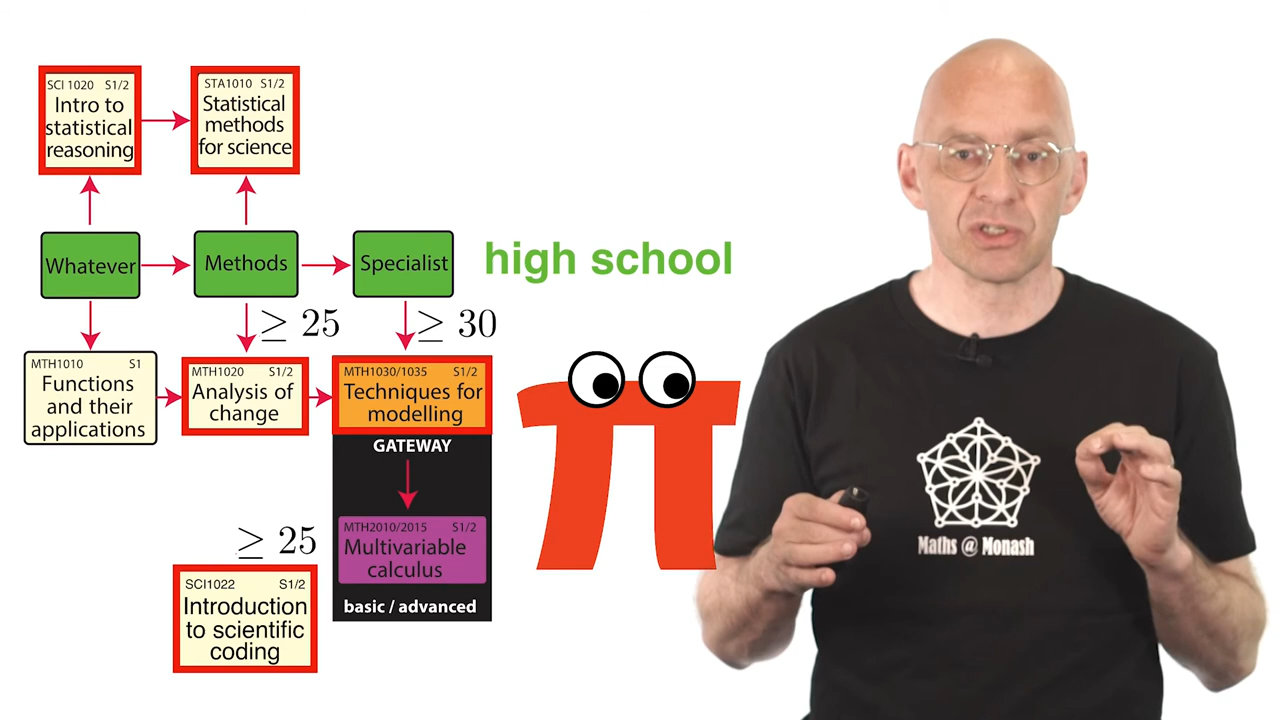 SCI 1020 S1/2
Intro to
statistical
reasoning
STA1010 S1/2
Statistical
methods
for science
Whatever
Methods
Specialist
high school
≥ 25
≥ 30
MTH1010 S1
Functions
and their
applications
MTH1020 S1/2
Analysis of
change
MTH1030/1035 S1/2
Techniques for
modelling
GATEWAY
MTH2010/2015 S1/2
Multivariable
calculus
basic / advanced
≥ 25
SCI1022 S1/2
Introduction
to scientific
coding
π
Maths @ Monash